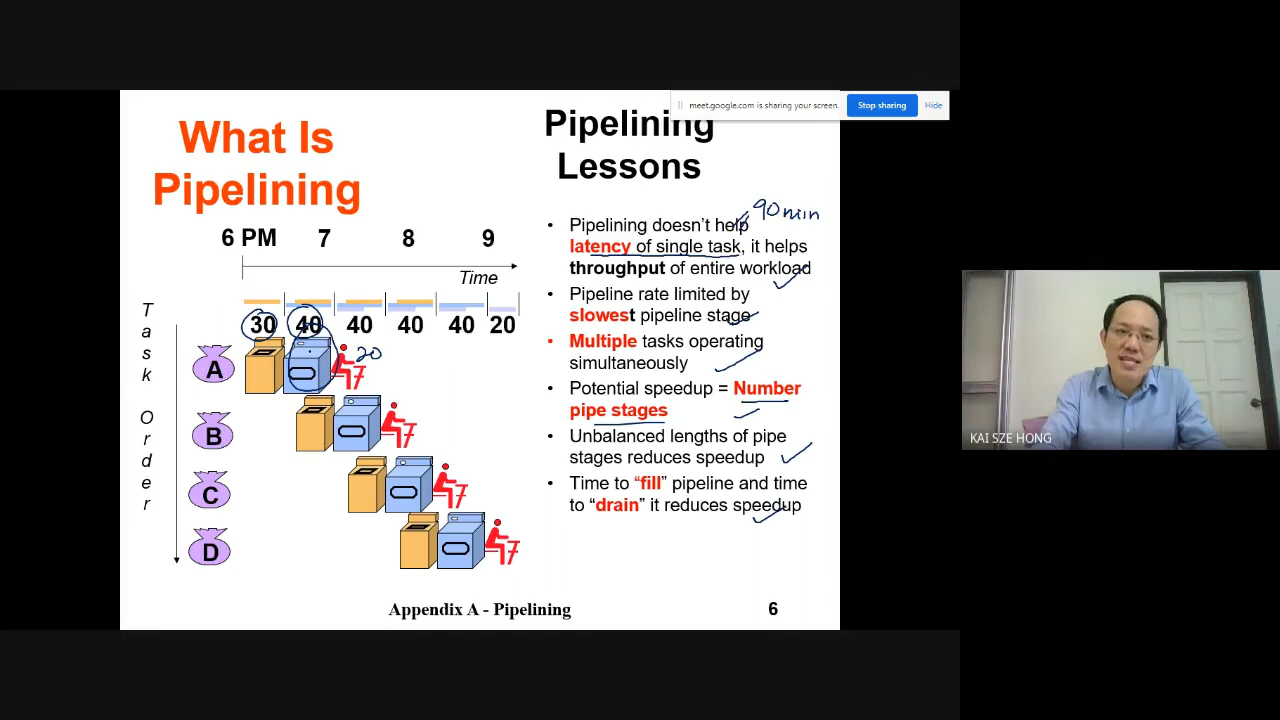 meet.google.com is sharing your screen.
Stop sharing
Hide
What Is
Pipelining
Pipelining
Lessons
6 PM 7 8 9
Time
30 40 40 40 40 20
20
Task Order
A
B
C
D
90 min
• Pipelining doesn't help
latency of single task, it helps
throughput of entire workload
• Pipeline rate limited by
slowest pipeline stage
• Multiple tasks operating
simultaneously
• Potential speedup = Number
pipe stages
• Unbalanced lengths of pipe
stages reduces speedup
• Time to “fill” pipeline and time
to “drain” it reduces speedup
Appendix A - Pipelining
6
KAI SZE HONG